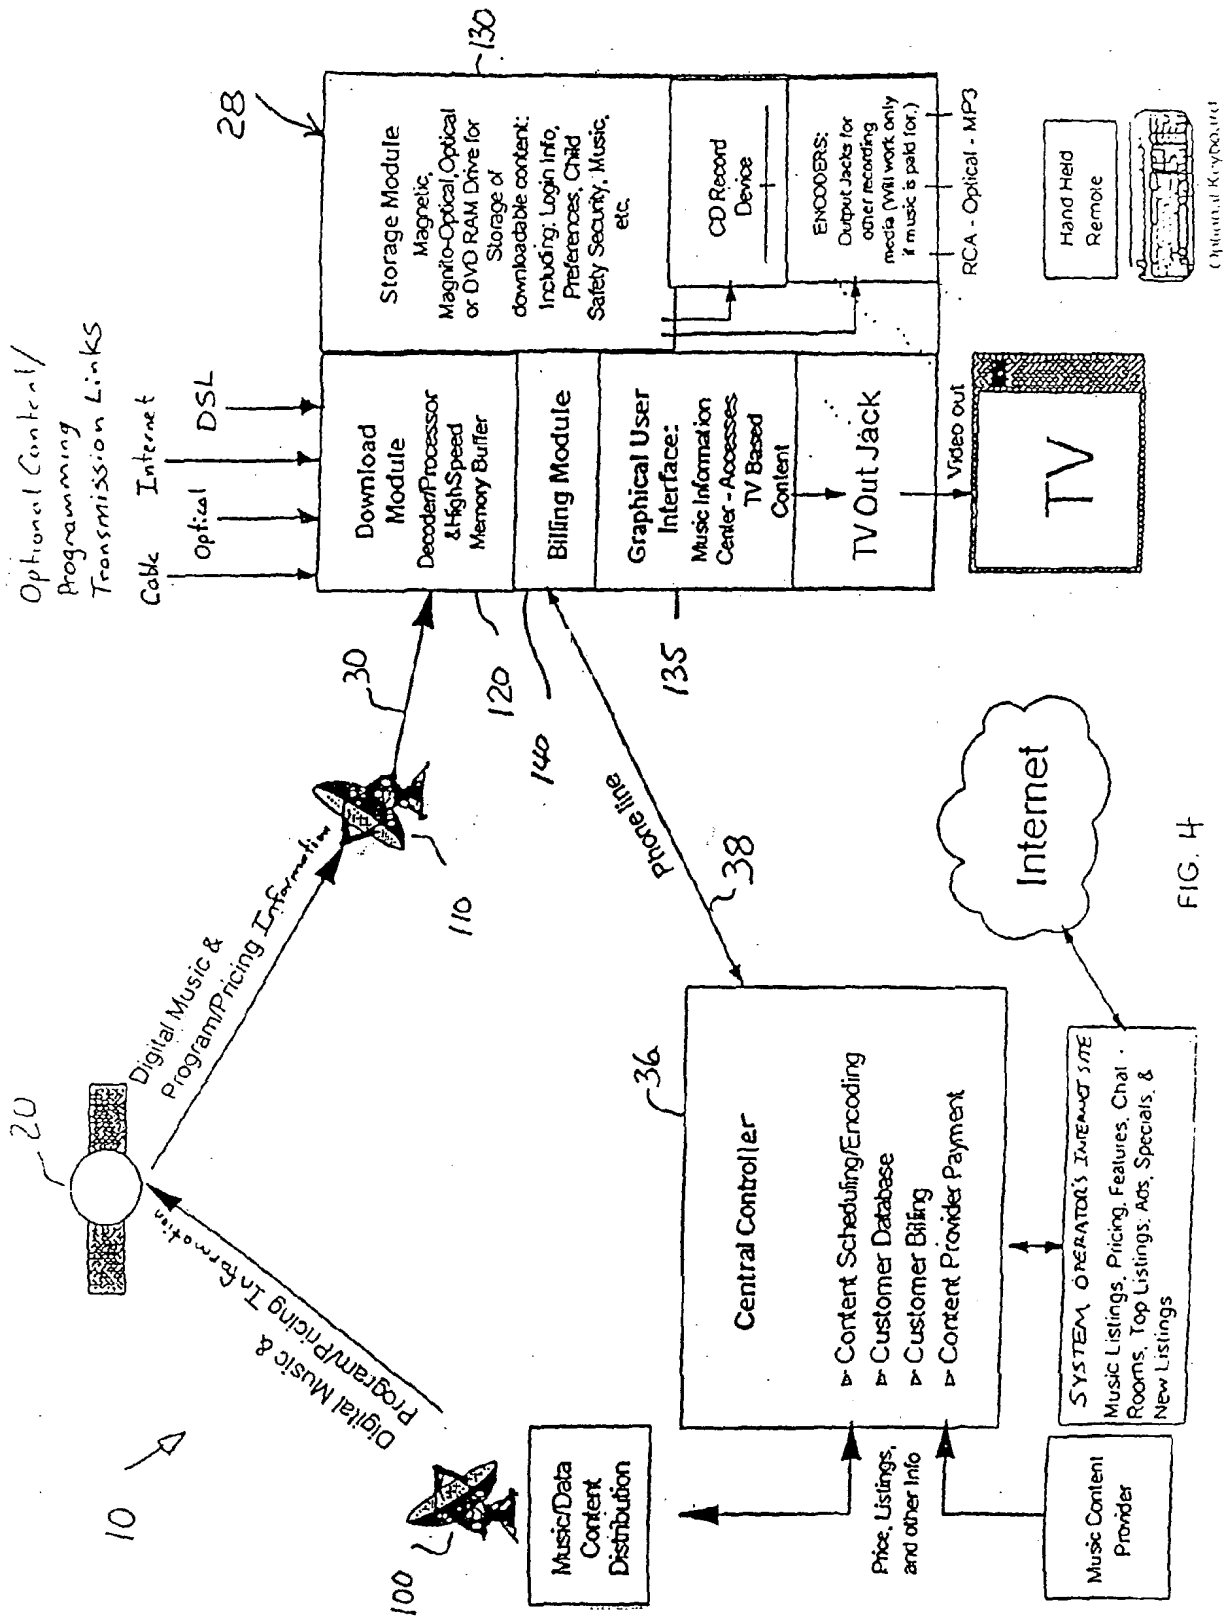 10
20
Digital Music &
Program/Pricing Information
Digital Music &
Program/Pricing Information
100
Music/Data
Content
Distribution
110
30
Optional Content/
Programming
Transmission Links
Cable
Optical
Internet
DSL
28
130
Download
Module
Decoder/Processor
& High Speed
Memory Buffer
120
140
Billing Module
135
Graphical User
Interface:
Music Information
Center - Accesses
TV Based
Content
TV Out Jack
Video out
TV
Storage Module
Magnetic,
Magnito-Optical, Optical
or DVD RAM Drive for
Storage of
downloadable content:
Including: Login Info,
Preferences, Child
Safety Security, Music,
etc.
CD Record
Device
ENCODERS:
Output Jacks for
other recording
media (Will work only
if music is paid for.)
RCA - Optical - MP3
Hand Held
Remote
Optional Keyboard
Phone line
38
36
Central Controller
▷ Content Scheduling/Encoding
▷ Customer Database
▷ Customer Billing
▷ Content Provider Payment
Price, Listings,
and other Info
Music Content
Provider
SYSTEM OPERATOR'S INTERNET SITE
Music Listings, Pricing, Features, Chat -
Rooms, Top Listings, Ads, Specials, &
New Listings
Internet
FIG. 4